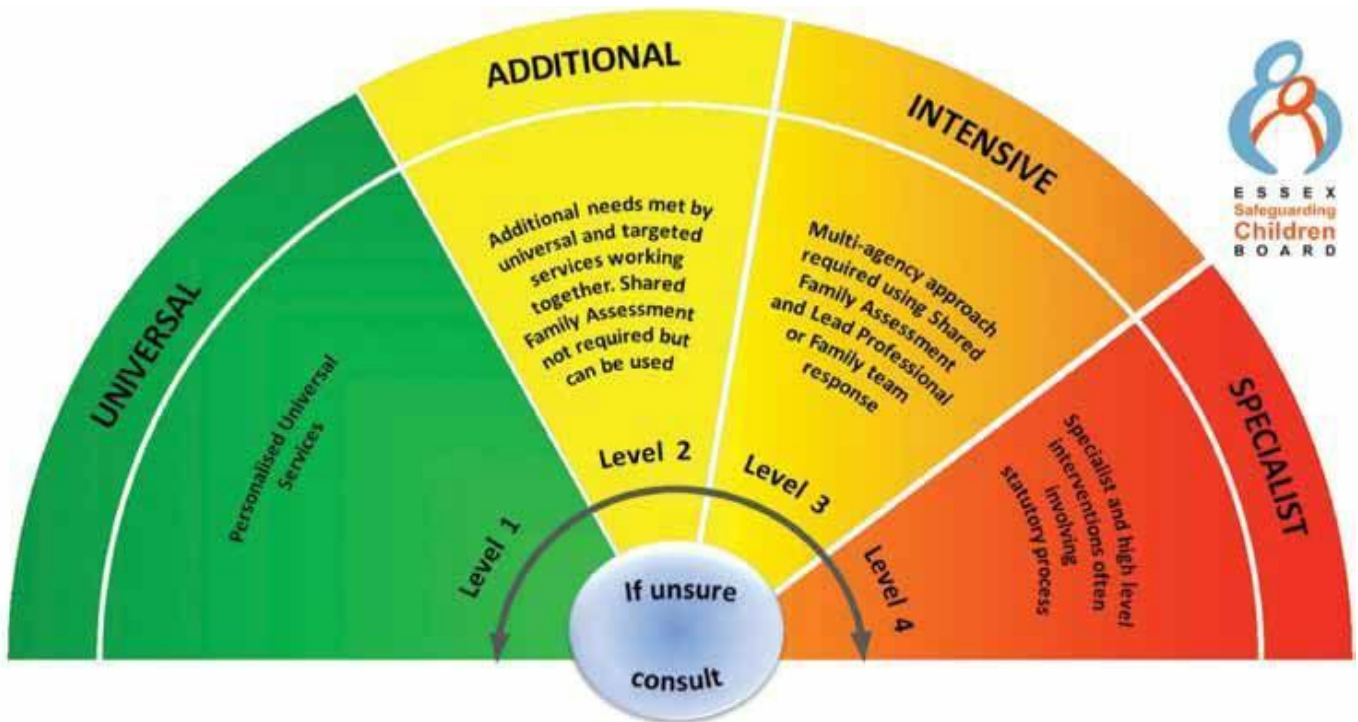 UNIVERSAL
Personalised Universal
Services
Level 1
ADDITIONAL
Additional needs met by
universal and targeted
services working
together. Shared
Family Assessment
not required but
can be used
Level 2
INTENSIVE
Multi-agency approach
required using Shared
Family Assessment
and Lead Professional
or Family team
response
Level 3
SPECIALIST
Specialist and high level
interventions often
involving
statutory process
Level 4
If unsure
consult
ESSEX
Safeguarding
Children
BOARD